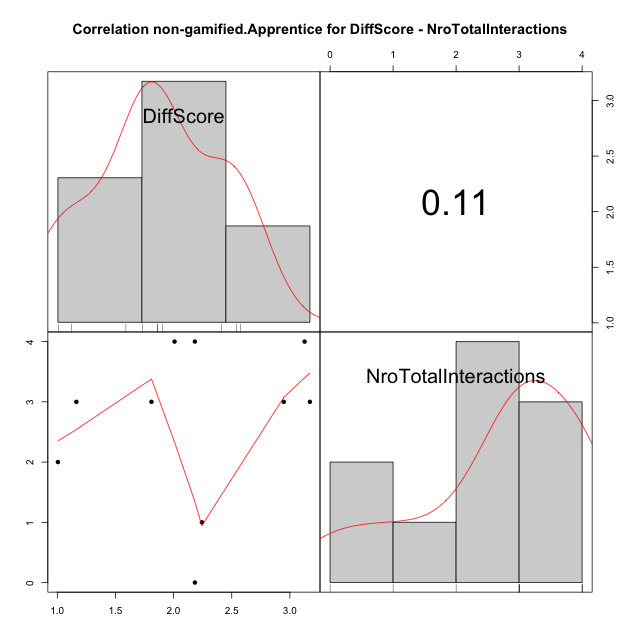 Correlation non-gamified.Apprentice for DiffScore - NroTotalInteractions
0 1 2 3 4
DiffScore
0.11
3.0
2.5
2.0
1.5
1.0
NroTotalInteractions
4
3
2
1
0
1.0 1.5 2.0 2.5 3.0